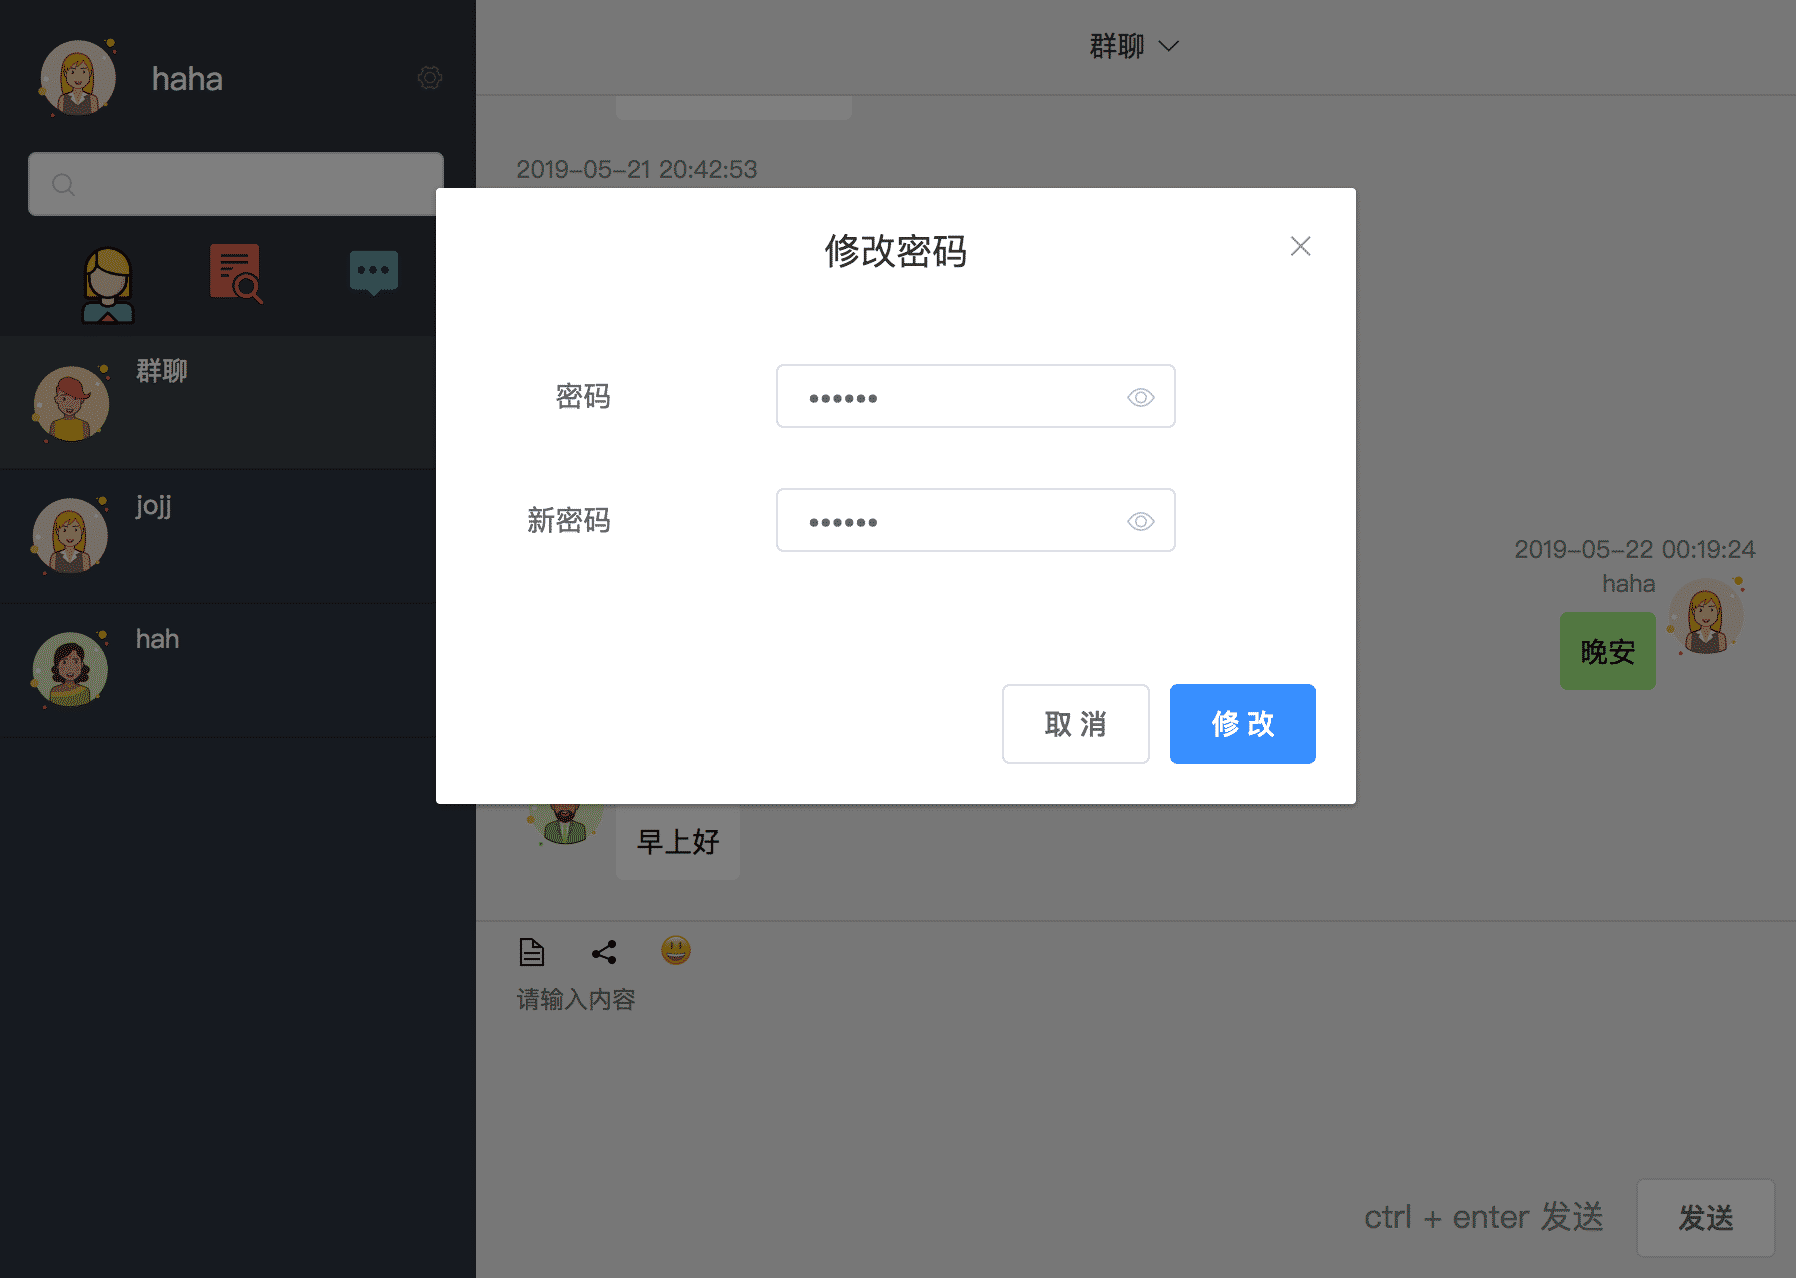 haha
群聊
jojj
hah
群聊
2019-05-21 20:42:53
修改密码
密码
••••••
新密码
••••••
取 消
修 改
2019-05-22 00:19:24
haha
晚安
早上好
请输入内容
ctrl + enter 发送
发送